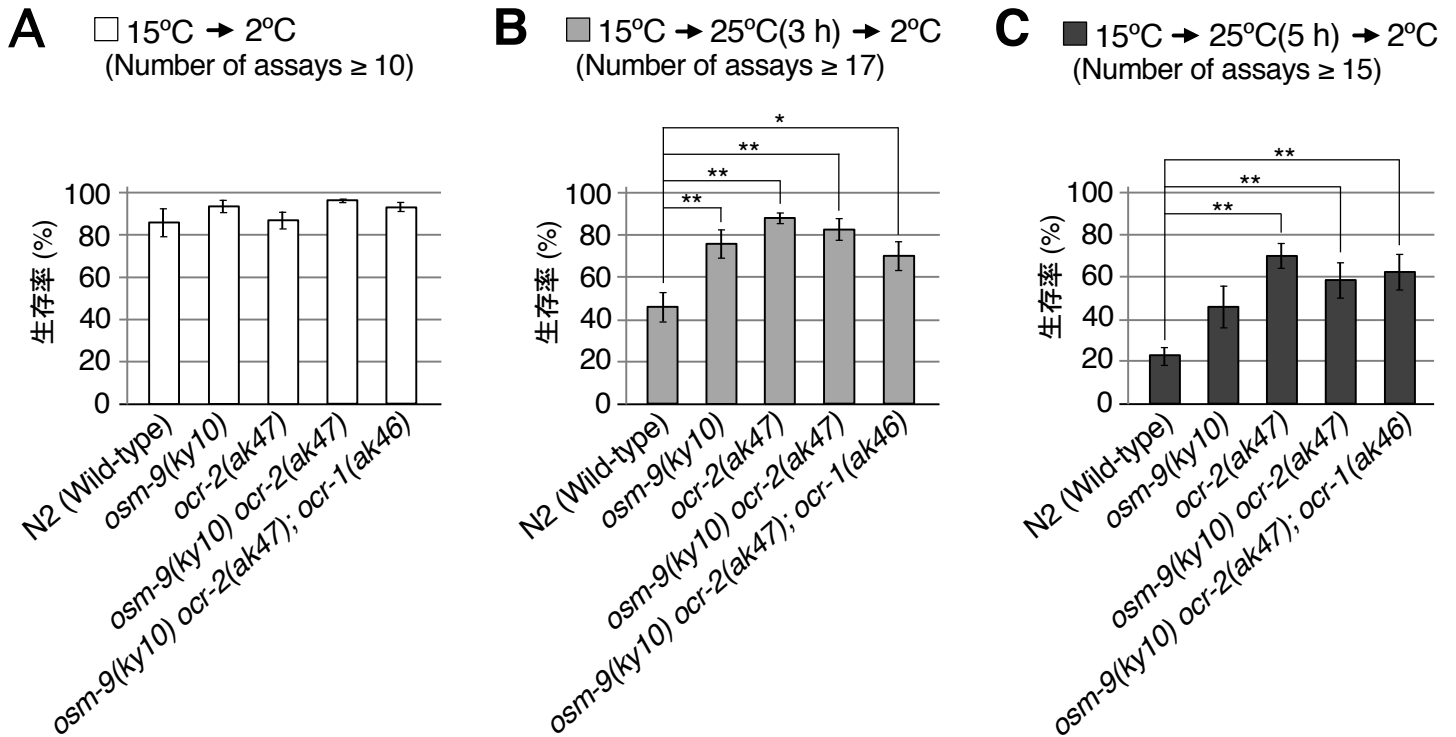 A
15ºC → 2ºC
(Number of assays ≥ 10)
生存率 (%)
100
80
60
40
20
0
N2 (Wild-type)
osm-9(ky10)
ocr-2(ak47)
osm-9(ky10) ocr-2(ak47)
osm-9(ky10) ocr-2(ak47); ocr-1(ak46)
B
15ºC → 25ºC(3 h) → 2ºC
(Number of assays ≥ 17)
*
**
**
**
生存率 (%)
100
80
60
40
20
0
N2 (Wild-type)
osm-9(ky10)
ocr-2(ak47)
osm-9(ky10) ocr-2(ak47)
osm-9(ky10) ocr-2(ak47); ocr-1(ak46)
C
15ºC → 25ºC(5 h) → 2ºC
(Number of assays ≥ 15)
**
**
**
生存率 (%)
100
80
60
40
20
0
N2 (Wild-type)
osm-9(ky10)
ocr-2(ak47)
osm-9(ky10) ocr-2(ak47)
osm-9(ky10) ocr-2(ak47); ocr-1(ak46)